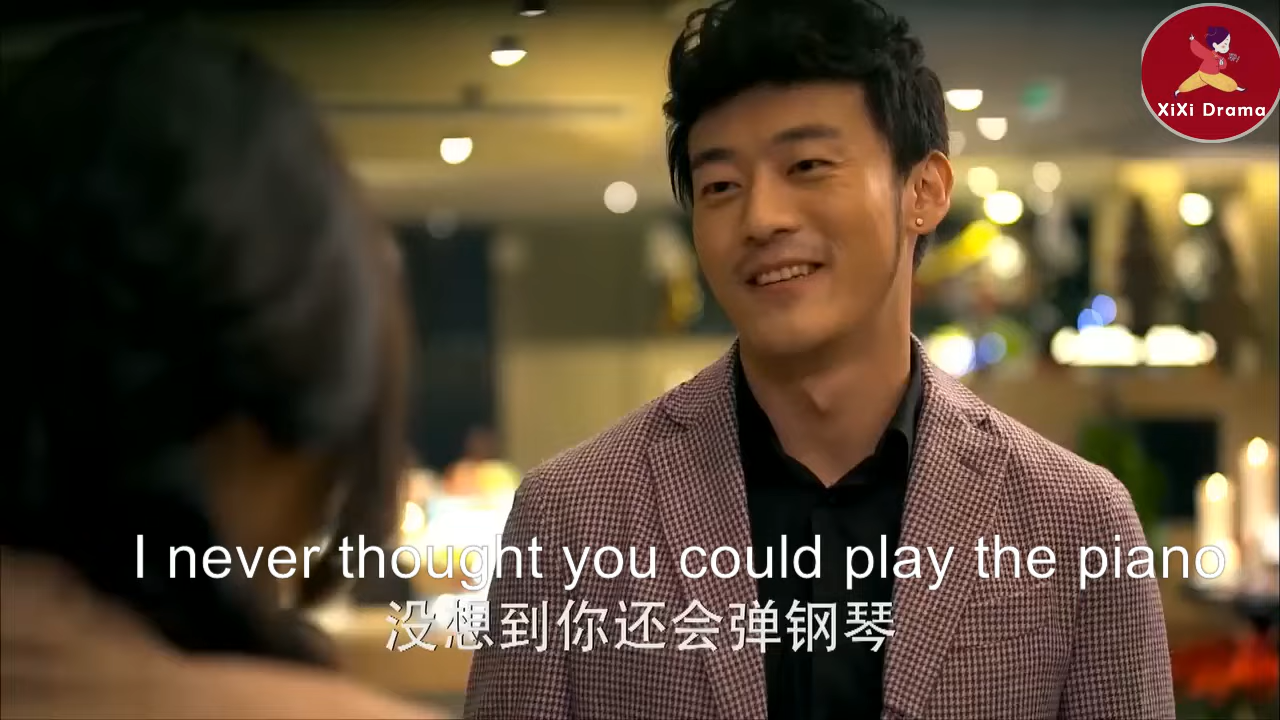 XiXi Drama
I never thought you could play the piano
没想到你还会弹钢琴